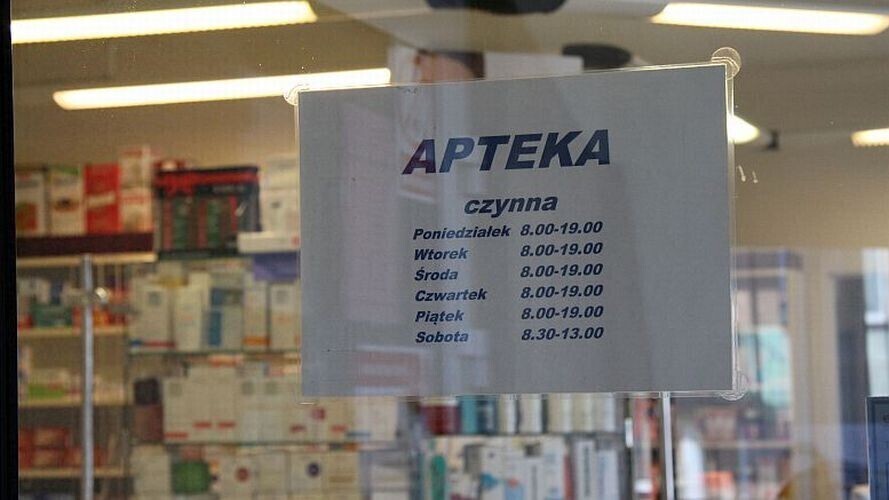 APTEKA
czynna
Poniedziałek 8.00-19.00
Wtorek 8.00-19.00
Środa 8.00-19.00
Czwartek 8.00-19.00
Piątek 8.00-19.00
Sobota 8.30-13.00